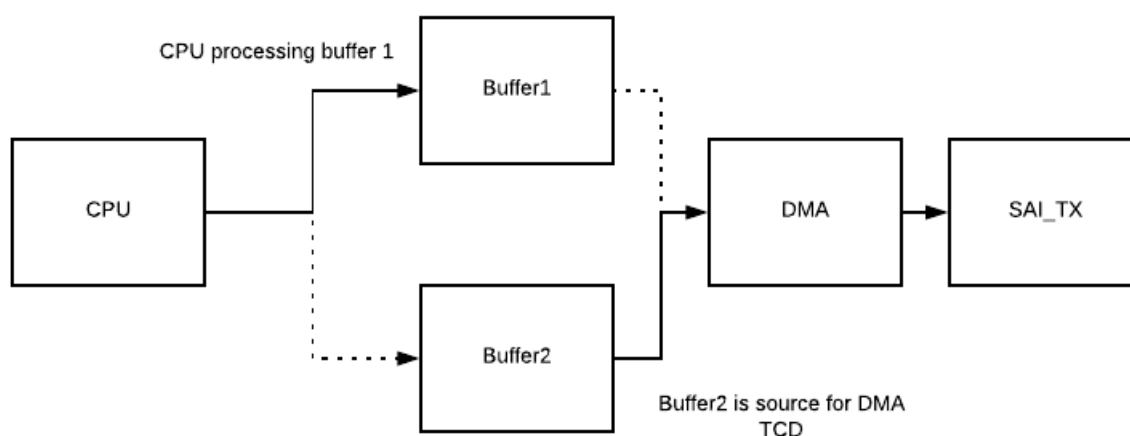 CPU processing buffer 1
Buffer1
CPU
DMA
SAI_TX
Buffer2
Buffer2 is source for DMA
TCD